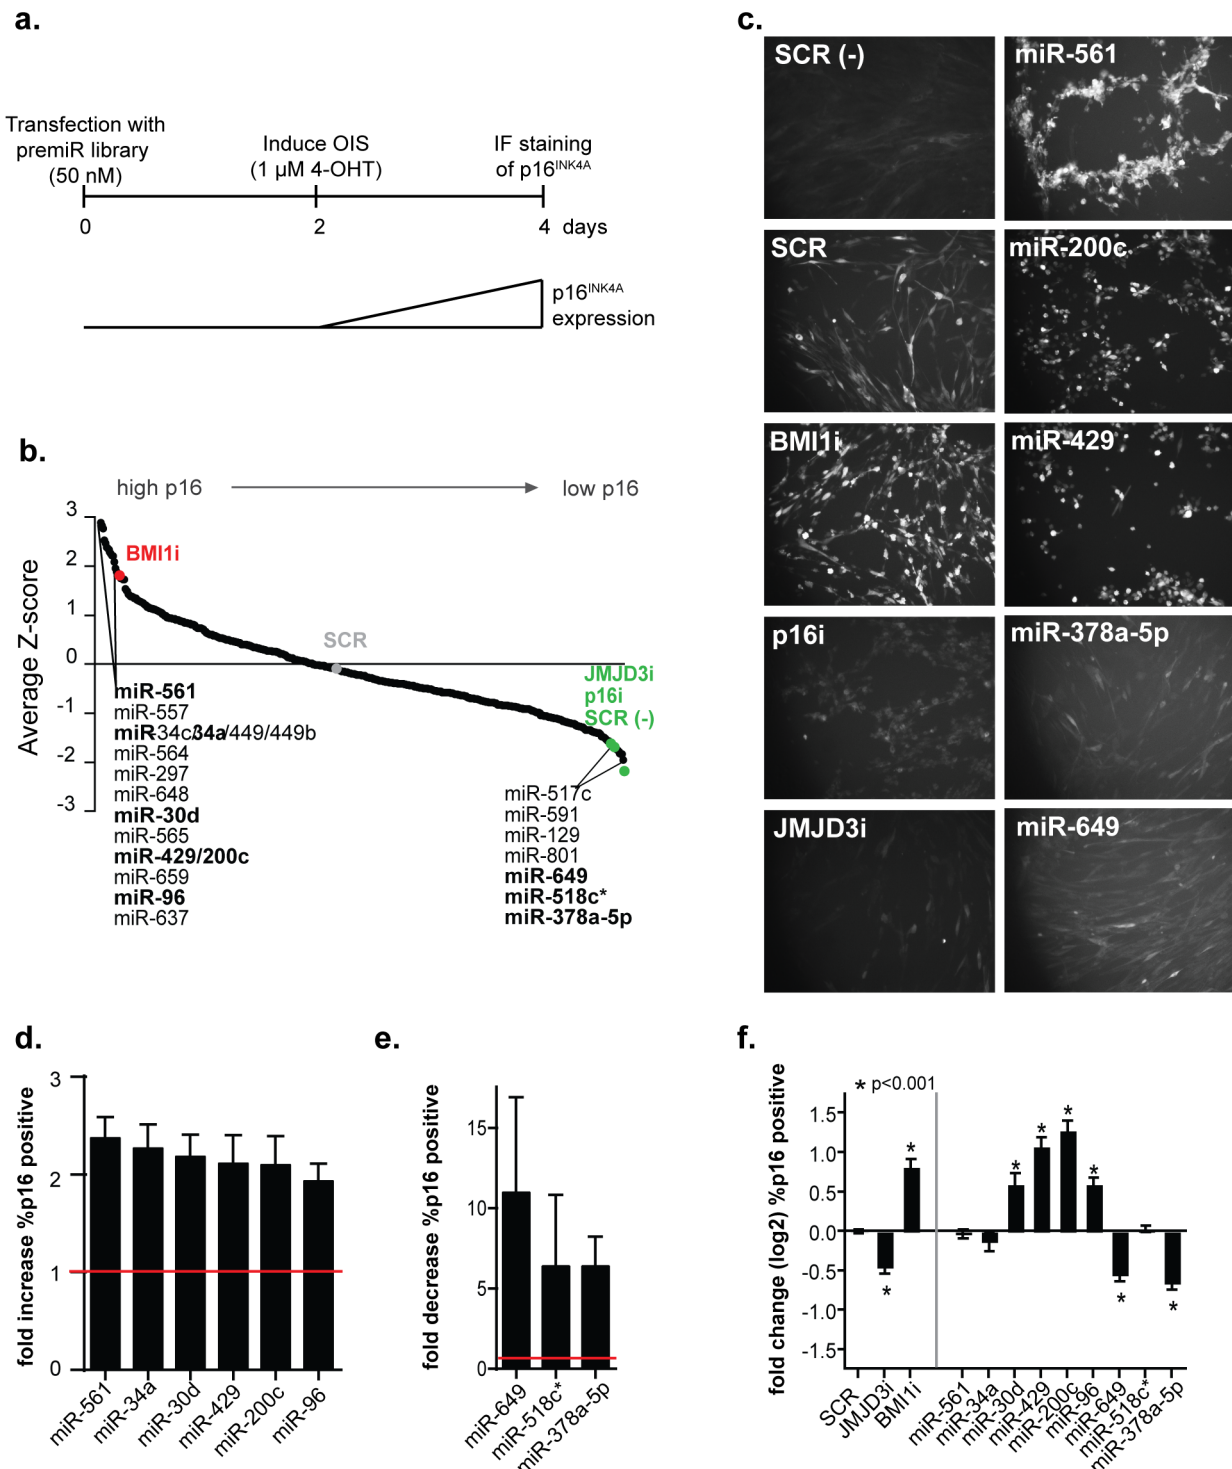 a.
Transfection with
premiR library
(50 nM)
Induce OIS
(1 µM 4-OHT)
IF staining
of p16INK4A
0
2
4 days
p16INK4A
expression
b.
high p16
low p16
Average Z-score
3
2
1
0
-1
-2
-3
BMI1i
SCR
JMJD3i
p16i
SCR (-)
miR-561
miR-557
miR-34c/34a/449/449b
miR-564
miR-297
miR-648
miR-30d
miR-565
miR-429/200c
miR-659
miR-96
miR-637
miR-517c
miR-591
miR-129
miR-801
miR-649
miR-518c*
miR-378a-5p
c.
SCR (-)
miR-561
SCR
miR-200c
BMI1i
miR-429
p16i
miR-378a-5p
JMJD3i
miR-649
d.
fold increase %p16 positive
3
2
1
0
miR-561
miR-34a
miR-30d
miR-429
miR-200c
miR-96
e.
fold decrease %p16 positive
15
10
5
0
miR-649
miR-518c*
miR-378a-5p
f.
* p<0.001
fold change (log2) %p16 positive
1.5
1.0
0.5
0.0
-0.5
-1.0
-1.5
*
*
*
*
*
*
*
*
SCR
JMJD3i
BMI1i
miR-561
miR-34a
miR-30d
miR-429
miR-200c
miR-96
miR-649
miR-518c*
miR-378a-5p